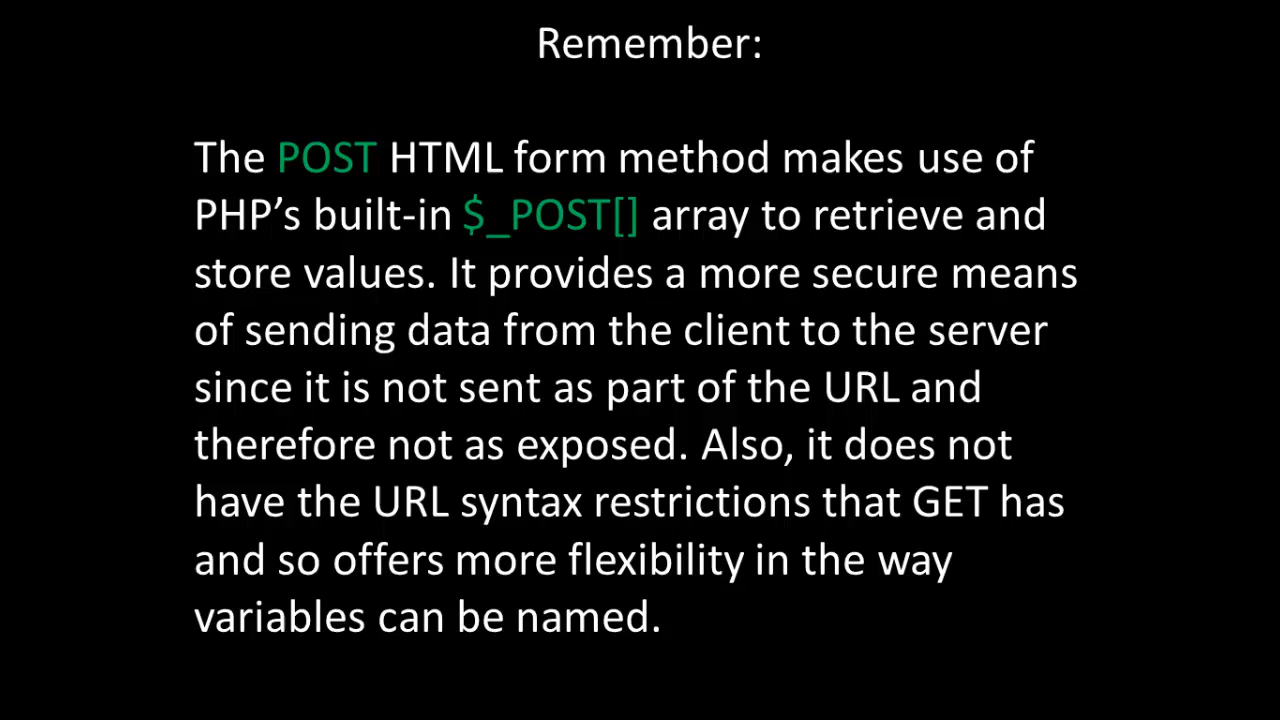 Remember:
The POST HTML form method makes use of
PHP’s built-in $_POST[] array to retrieve and
store values. It provides a more secure means
of sending data from the client to the server
since it is not sent as part of the URL and
therefore not as exposed. Also, it does not
have the URL syntax restrictions that GET has
and so offers more flexibility in the way
variables can be named.